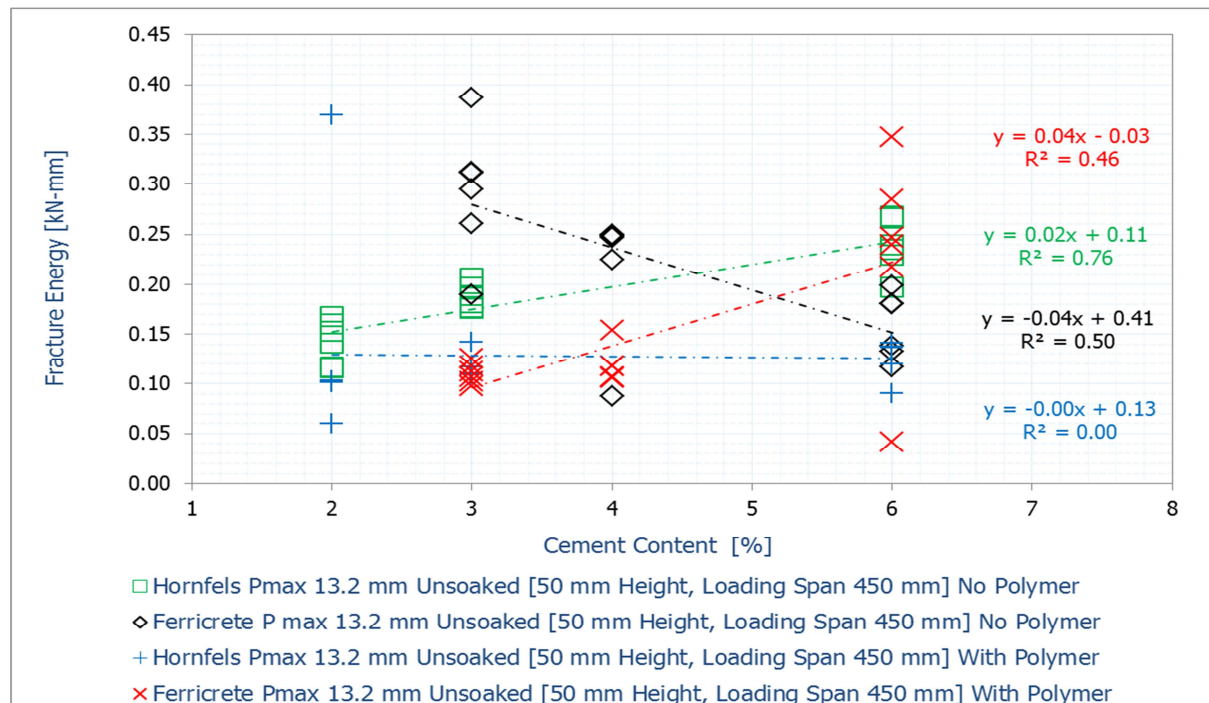 0.45
0.40
0.35
0.30
0.25
0.20
0.15
0.10
0.05
0.00
Fracture Energy [kN-mm]
y = 0.04x - 0.03
R² = 0.46
y = 0.02x + 0.11
R² = 0.76
y = -0.04x + 0.41
R² = 0.50
y = -0.00x + 0.13
R² = 0.00
1 2 3 4 5 6 7 8
Cement Content [%]
Hornfels Pmax 13.2 mm Unsoaked [50 mm Height, Loading Span 450 mm] No Polymer
Ferricrete P max 13.2 mm Unsoaked [50 mm Height, Loading Span 450 mm] No Polymer
Hornfels Pmax 13.2 mm Unsoaked [50 mm Height, Loading Span 450 mm] With Polymer
Ferricrete Pmax 13.2 mm Unsoaked [50 mm Height, Loading Span 450 mm] With Polymer